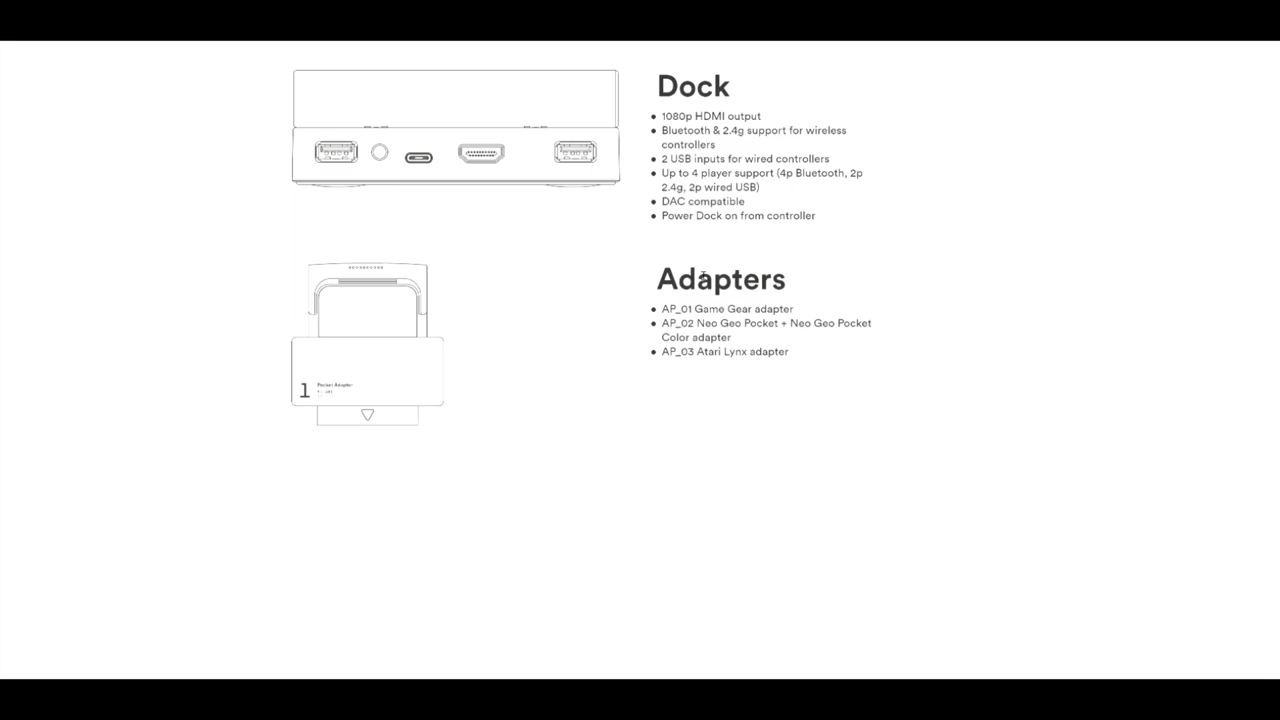 Dock
• 1080p HDMI output
• Bluetooth & 2.4g support for wireless
controllers
• 2 USB inputs for wired controllers
• Up to 4 player support (4p Bluetooth, 2p
2.4g, 2p wired USB)
• DAC compatible
• Power Dock on from controller
Adapters
• AP_01 Game Gear adapter
• AP_02 Neo Geo Pocket + Neo Geo Pocket
Color adapter
• AP_03 Atari Lynx adapter
1 Pocket Adapter